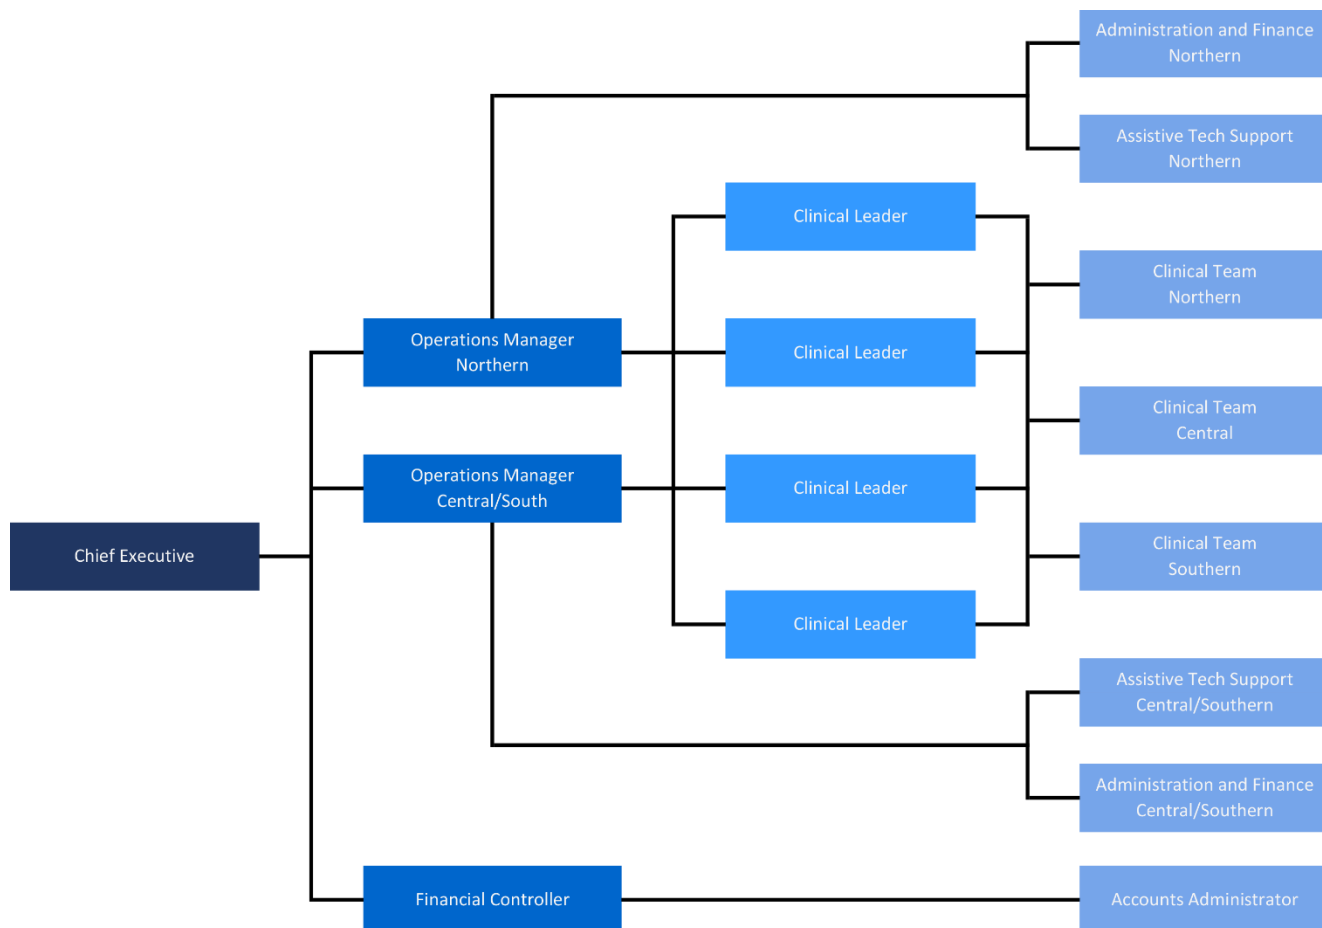 Administration and Finance
Northern
Assistive Tech Support
Northern
Clinical Leader
Clinical Team
Northern
Operations Manager
Northern
Clinical Leader
Clinical Team
Central
Operations Manager
Central/South
Clinical Leader
Chief Executive
Clinical Team
Southern
Clinical Leader
Assistive Tech Support
Central/Southern
Administration and Finance
Central/Southern
Financial Controller
Accounts Administrator